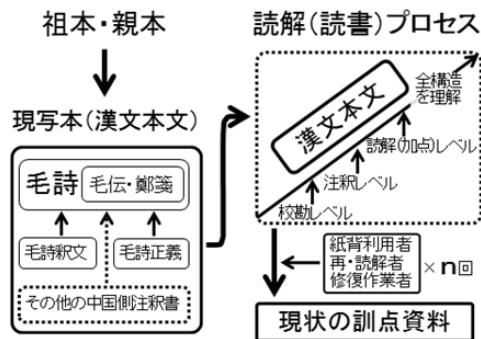 祖本・親本
現写本（漢文本文）
毛詩
毛伝・鄭箋
毛詩釈文
毛詩正義
その他の中国側注釈書
読解（読書）プロセス
漢文本文
全構造
を理解
読解（加点）レベル
注釈レベル
校勘レベル
紙背利用者
再・読解者
修復作業者
×n回
現状の訓点資料